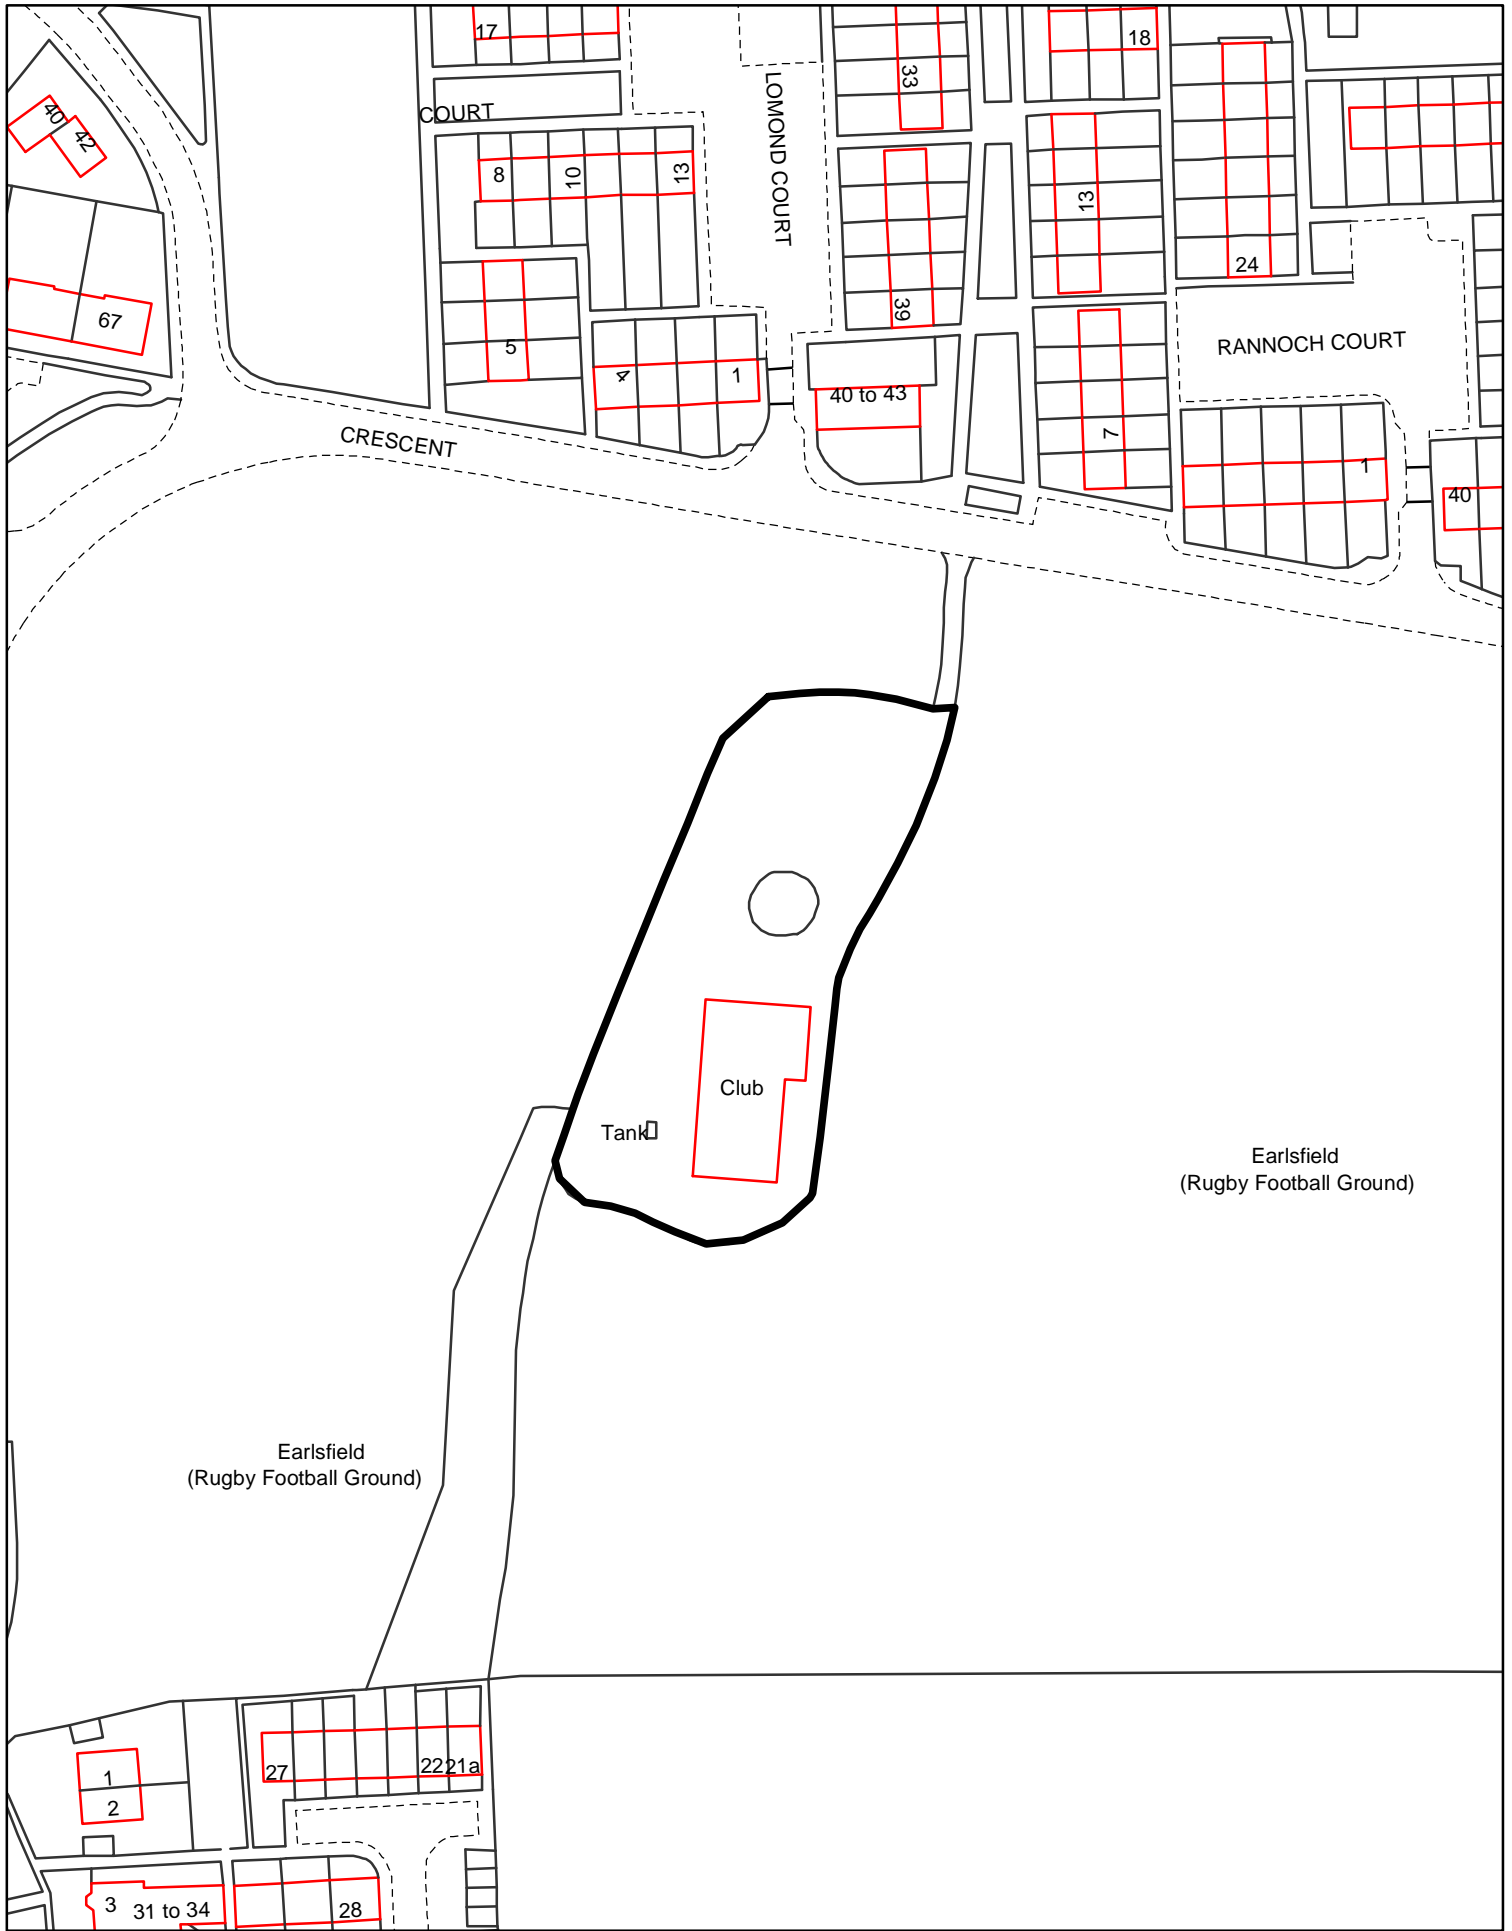 17
18
33
40
42
COURT
LOMOND COURT
8
10
13
13
24
67
5
39
RANNOCH COURT
4
1
40 to 43
CRESCENT
7
1
40
Club
Tank
Earlsfield
(Rugby Football Ground)
Earlsfield
(Rugby Football Ground)
27
22
21a
1
2
3
31 to 34
28